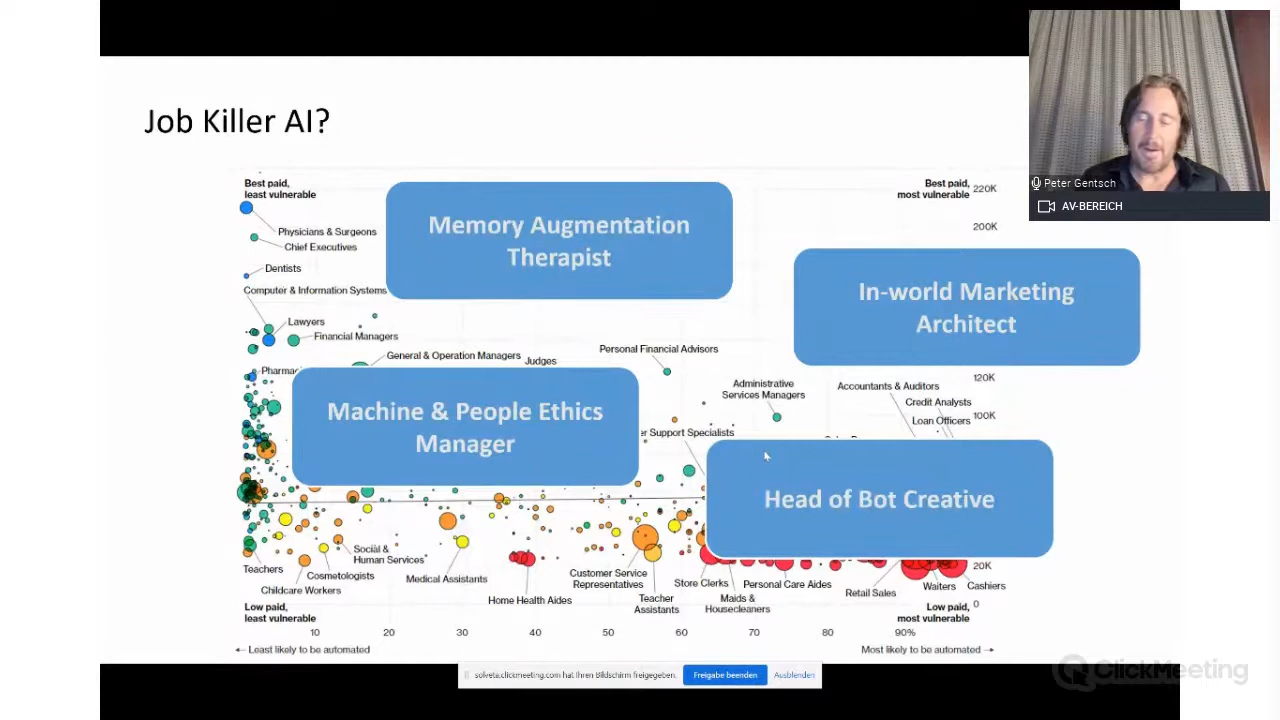 Job Killer AI?
Best paid,
least vulnerable
Best paid,
most vulnerable
220K
200K
Physicians & Surgeons
Chief Executives
Dentists
Computer & Information Systems
Lawyers
Financial Managers
General & Operation Managers
Judges
Personal Financial Advisors
Administrative
Services Managers
Accountants & Auditors
Credit Analysts
Loan Officers
120K
100K
er Support Specialists
Memory Augmentation
Therapist
In-world Marketing
Architect
Machine & People Ethics
Manager
Head of Bot Creative
Teachers
Childcare Workers
Cosmetologists
Social &
Human Services
Medical Assistants
Home Health Aides
Customer Service
Representatives
Teacher
Assistants
Store Clerks
Maids &
Housecleaners
Personal Care Aides
Retail Sales
Waiters
Cashiers
20K
0
Low paid,
least vulnerable
Low paid,
most vulnerable
10 20 30 40 50 60 70 80 90%
← Least likely to be automated
Most likely to be automated →
Peter Gentsch
AV-BEREICH
solveta.clickmeeting.com hat Ihren Bildschirm freigegeben.
Freigabe beenden
Ausblenden
ClickMeeting